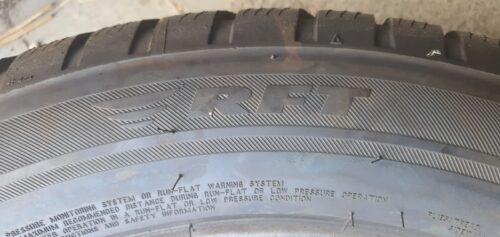 RFT
PRESSURE MONITORING SYSTEM OR RUN-FLAT WARNING SYSTEM
MAXIMUM RECOMMENDED DISTANCE DURING RUN-FLAT OR LOW PRESSURE OPERATION
OPERATION IN A RUN-FLAT OR LOW PRESSURE CONDITION
AND SAFETY INFORMATION